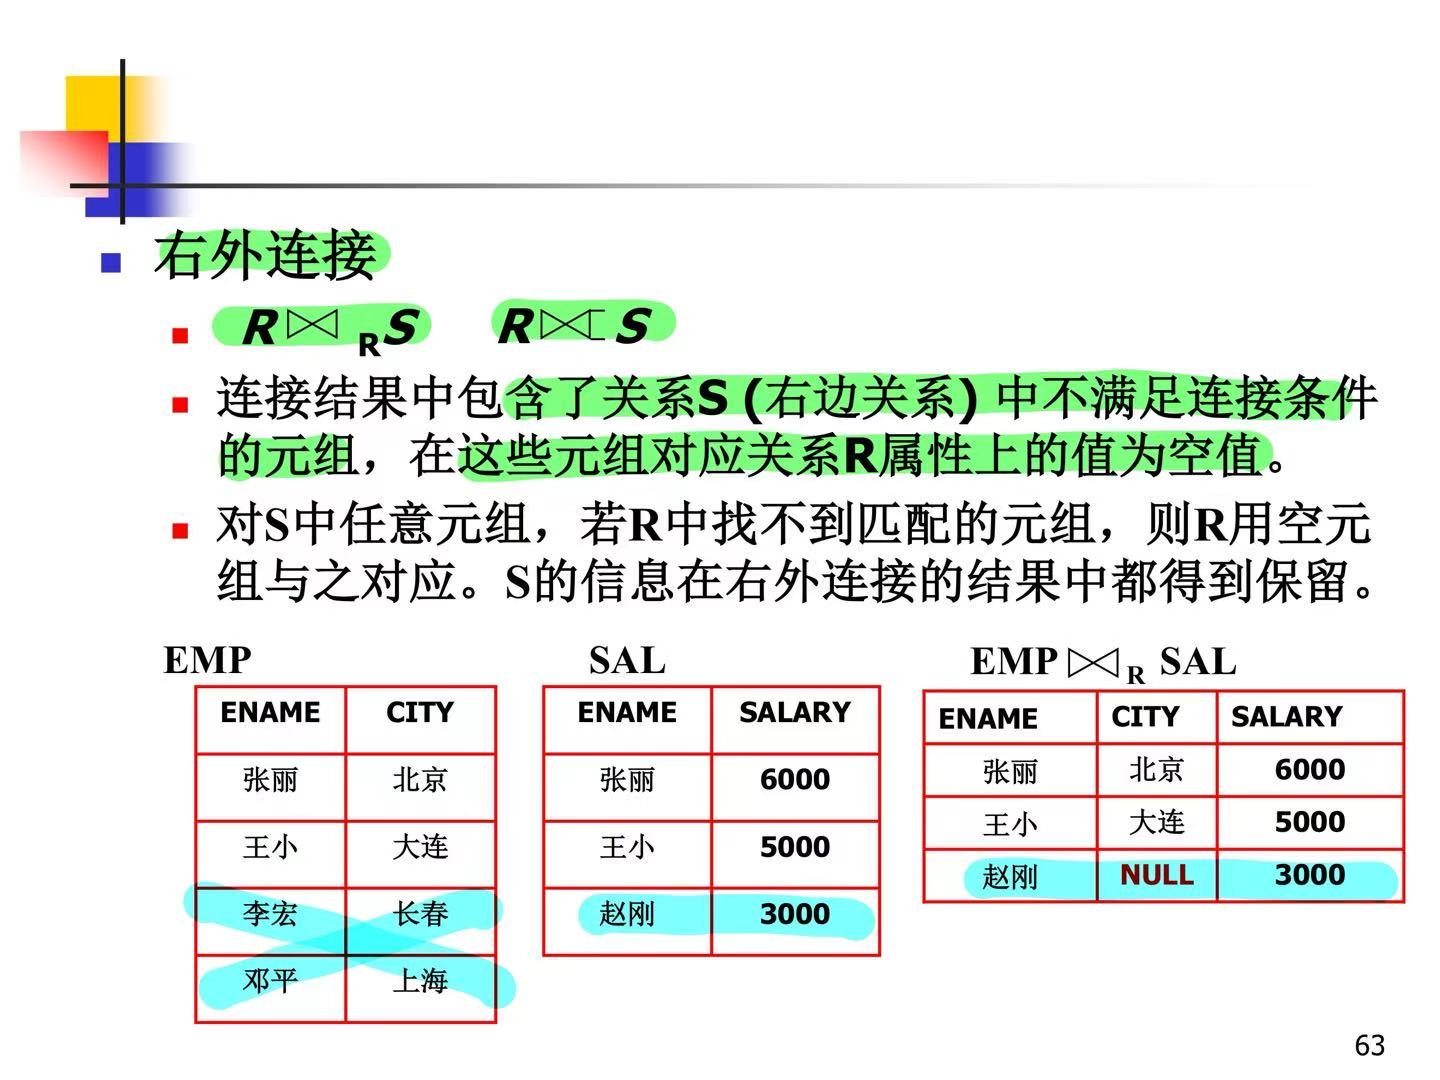 右外连接
R⋈RS R⟖S
连接结果中包含了关系S (右边关系) 中不满足连接条件
的元组，在这些元组对应关系R属性上的值为空值。
对S中任意元组，若R中找不到匹配的元组，则R用空元
组与之对应。S的信息在右外连接的结果中都得到保留。
EMP
ENAME CITY
张丽 北京
王小 大连
李宏 长春
邓平 上海
SAL
ENAME SALARY
张丽 6000
王小 5000
赵刚 3000
EMP⋈R SAL
ENAME CITY SALARY
张丽 北京 6000
王小 大连 5000
赵刚 NULL 3000
63